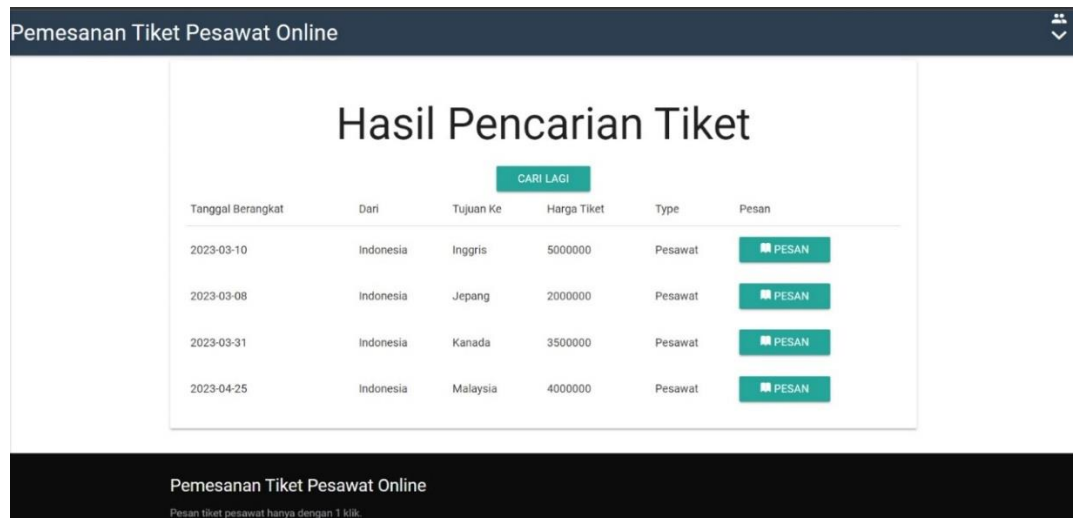 Pemesanan Tiket Pesawat Online
Hasil Pencarian Tiket
CARI LAGI
Tanggal Berangkat Dari Tujuan Ke Harga Tiket Type Pesan
2023-03-10 Indonesia Inggris 5000000 Pesawat PESAN
2023-03-08 Indonesia Jepang 2000000 Pesawat PESAN
2023-03-31 Indonesia Kanada 3500000 Pesawat PESAN
2023-04-25 Indonesia Malaysia 4000000 Pesawat PESAN
Pemesanan Tiket Pesawat Online
Pesan tiket pesawat hanya dengan 1 klik.